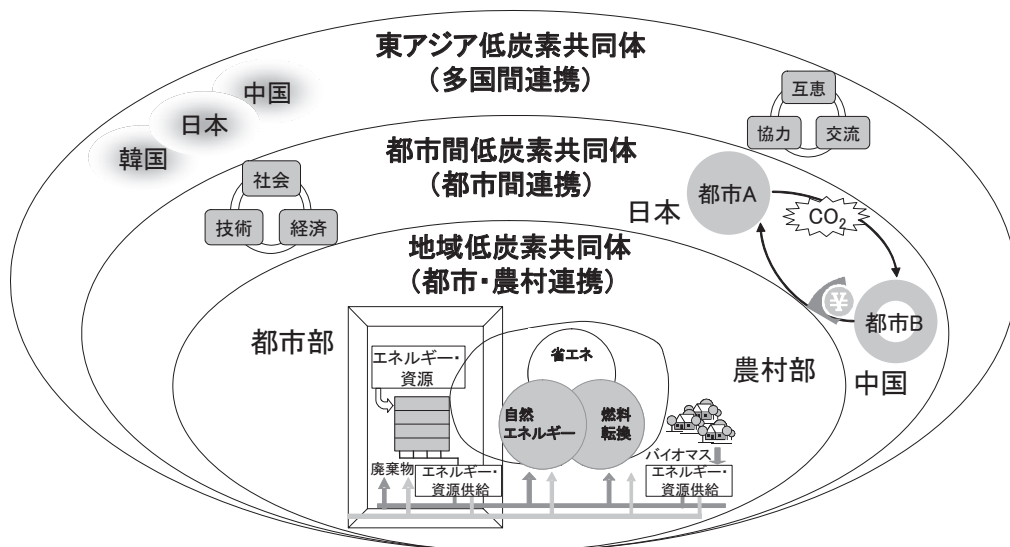 東アジア低炭素共同体
（多国間連携）
中国
日本
韓国
互恵
協力
交流
都市間低炭素共同体
（都市間連携）
社会
技術
経済
日本
都市A
CO₂
¥
都市B
中国
地域低炭素共同体
（都市・農村連携）
都市部
農村部
エネルギー・
資源
省エネ
自然
エネルギー
燃料
転換
廃棄物
エネルギー・
資源供給
バイオマス
エネルギー・
資源供給